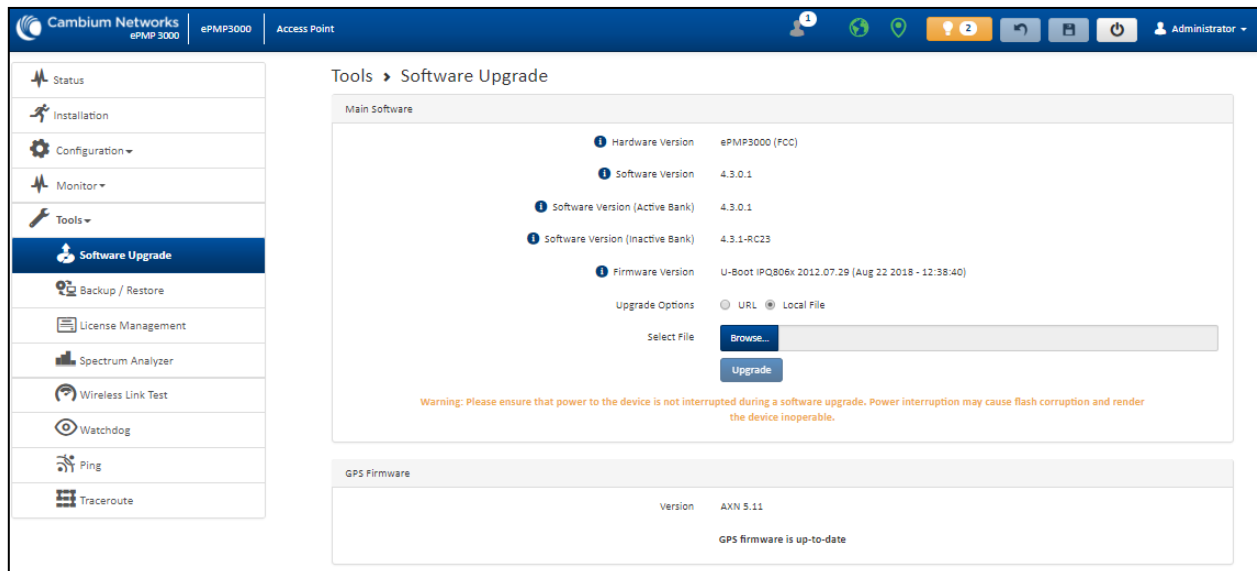 Cambium Networks
ePMP 3000
ePMP3000
Access Point
1
2
Administrator
Status
Installation
Configuration
Monitor
Tools
Software Upgrade
Backup / Restore
License Management
Spectrum Analyzer
Wireless Link Test
Watchdog
Ping
Traceroute
Tools > Software Upgrade
Main Software
Hardware Version ePMP3000 (FCC)
Software Version 4.3.0.1
Software Version (Active Bank) 4.3.0.1
Software Version (Inactive Bank) 4.3.1-RC23
Firmware Version U-Boot IPQ806x 2012.07.29 (Aug 22 2018 - 12:38:40)
Upgrade Options URL Local File
Select File Browse...
Upgrade
Warning: Please ensure that power to the device is not interrupted during a software upgrade. Power interruption may cause flash corruption and render
the device inoperable.
GPS Firmware
Version AXN 5.11
GPS firmware is up-to-date